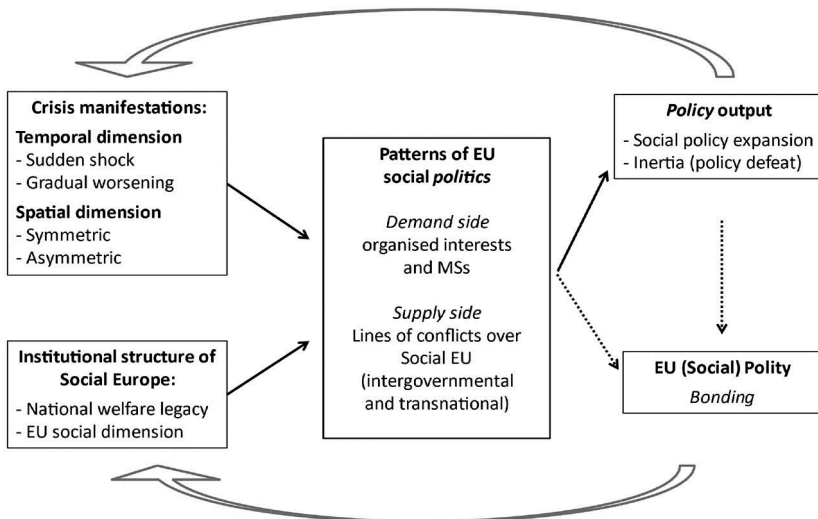 Crisis manifestations:
Temporal dimension
- Sudden shock
- Gradual worsening
Spatial dimension
- Symmetric
- Asymmetric
Institutional structure of
Social Europe:
- National welfare legacy
- EU social dimension
Patterns of EU
social politics
Demand side
organised interests
and MSs
Supply side
Lines of conflicts over
Social EU
(intergovernmental
and transnational)
Policy output
- Social policy expansion
- Inertia (policy defeat)
EU (Social) Polity
Bonding